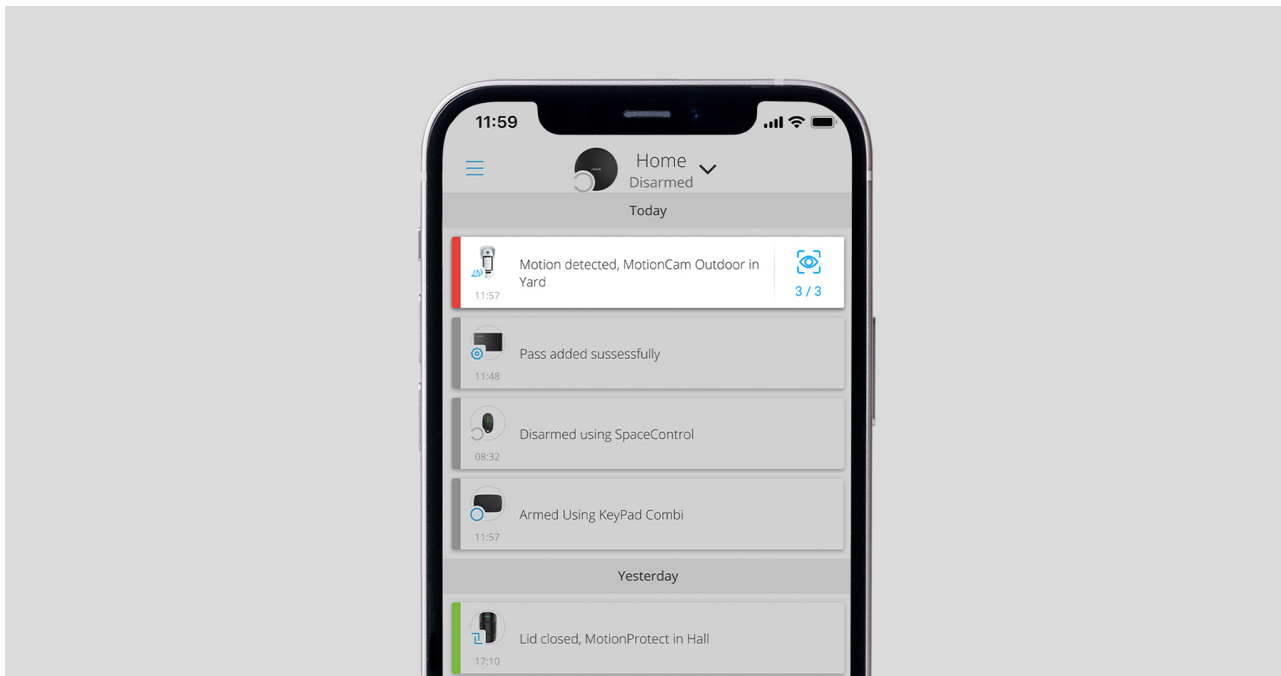 11:59
Home
Disarmed
Today
Motion detected, MotionCam Outdoor in
Yard
11:57
3 / 3
Pass added sussessfully
11:48
Disarmed using SpaceControl
08:32
Armed Using KeyPad Combi
11:57
Yesterday
Lid closed, MotionProtect in Hall
17:10